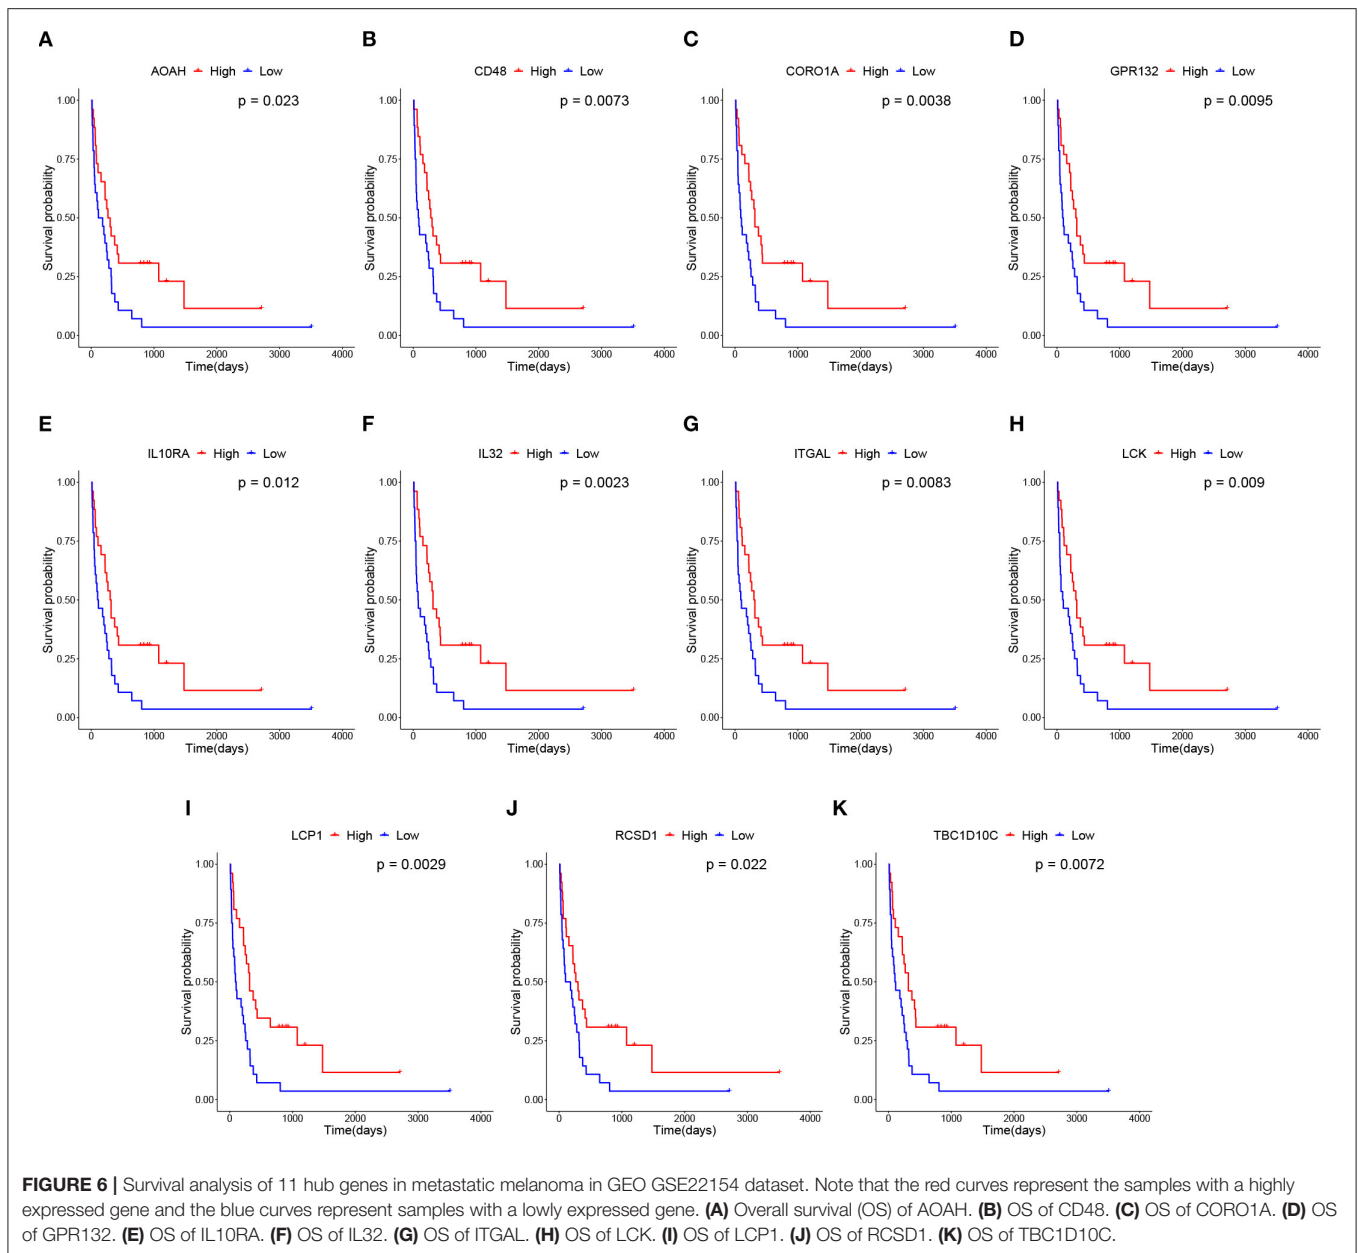 A
B
C
D
AOAH High Low
CD48 High Low
CORO1A High Low
GPR132 High Low
p = 0.023
p = 0.0073
p = 0.0038
p = 0.0095
Survival probability
1.00
0.75
0.50
0.25
0.00
0 1000 2000 3000 4000
Time(days)
Survival probability
1.00
0.75
0.50
0.25
0.00
0 1000 2000 3000 4000
Time(days)
Survival probability
1.00
0.75
0.50
0.25
0.00
0 1000 2000 3000 4000
Time(days)
Survival probability
1.00
0.75
0.50
0.25
0.00
0 1000 2000 3000 4000
Time(days)
E
F
G
H
IL10RA High Low
IL32 High Low
ITGAL High Low
LCK High Low
p = 0.012
p = 0.0023
p = 0.0083
p = 0.009
Survival probability
1.00
0.75
0.50
0.25
0.00
0 1000 2000 3000 4000
Time(days)
Survival probability
1.00
0.75
0.50
0.25
0.00
0 1000 2000 3000 4000
Time(days)
Survival probability
1.00
0.75
0.50
0.25
0.00
0 1000 2000 3000 4000
Time(days)
Survival probability
1.00
0.75
0.50
0.25
0.00
0 1000 2000 3000 4000
Time(days)
I
J
K
LCP1 High Low
RCSD1 High Low
TBC1D10C High Low
p = 0.0029
p = 0.022
p = 0.0072
Survival probability
1.00
0.75
0.50
0.25
0.00
0 1000 2000 3000 4000
Time(days)
Survival probability
1.00
0.75
0.50
0.25
0.00
0 1000 2000 3000 4000
Time(days)
Survival probability
1.00
0.75
0.50
0.25
0.00
0 1000 2000 3000 4000
Time(days)
FIGURE 6 | Survival analysis of 11 hub genes in metastatic melanoma in GEO GSE22154 dataset. Note that the red curves represent the samples with a highly
expressed gene and the blue curves represent samples with a lowly expressed gene. (A) Overall survival (OS) of AOAH. (B) OS of CD48. (C) OS of CORO1A. (D) OS
of GPR132. (E) OS of IL10RA. (F) OS of IL32. (G) OS of ITGAL. (H) OS of LCK. (I) OS of LCP1. (J) OS of RCSD1. (K) OS of TBC1D10C.